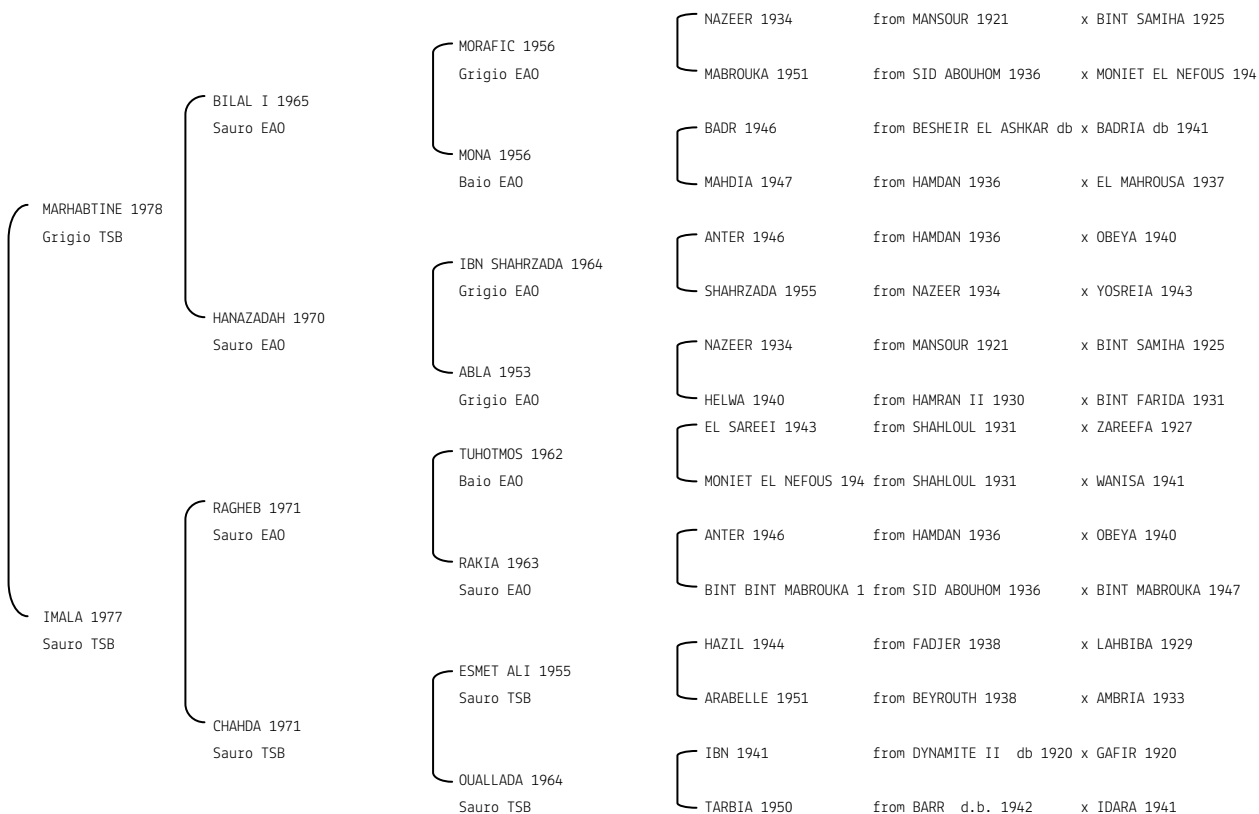 NAZEER 1934 from MANSOUR 1921 x BINT SAMIHA 1925
MORAFIC 1956
Grigio EAO
MABROUKA 1951 from SID ABOUHOM 1936 x MONIET EL NEFOUS 194
BILAL I 1965
Sauro EAO
BADR 1946 from BESHEIR EL ASHKAR db x BADRIA db 1941
MONA 1956
Baio EAO
MAHDIA 1947 from HAMDAN 1936 x EL MAHROUSA 1937
MARHABTINE 1978
Grigio TSB
ANTER 1946 from HAMDAN 1936 x OBEYA 1940
IBN SHAHRZADA 1964
Grigio EAO
SHAHRZADA 1955 from NAZEER 1934 x YOSREIA 1943
HANAZADAH 1970
Sauro EAO
NAZEER 1934 from MANSOUR 1921 x BINT SAMIHA 1925
ABLA 1953
Grigio EAO
HELWA 1940 from HAMRAN II 1930 x BINT FARIDA 1931
EL SAREEI 1943 from SHAHLOUL 1931 x ZAREEFA 1927
TUHOTMOS 1962
Baio EAO
MONIET EL NEFOUS 194 from SHAHLOUL 1931 x WANISA 1941
RAGHEB 1971
Sauro EAO
ANTER 1946 from HAMDAN 1936 x OBEYA 1940
RAKIA 1963
Sauro EAO
BINT BINT MABROUKA 1 from SID ABOUHOM 1936 x BINT MABROUKA 1947
IMALA 1977
Sauro TSB
HAZIL 1944 from FADJER 1938 x LAHBIBA 1929
ESMET ALI 1955
Sauro TSB
ARABELLE 1951 from BEYROUTH 1938 x AMBRIA 1933
CHAHDA 1971
Sauro TSB
IBN 1941 from DYNAMITE II db 1920 x GAFIR 1920
OUALLADA 1964
Sauro TSB
TARBIA 1950 from BARR d.b. 1942 x IDARA 1941